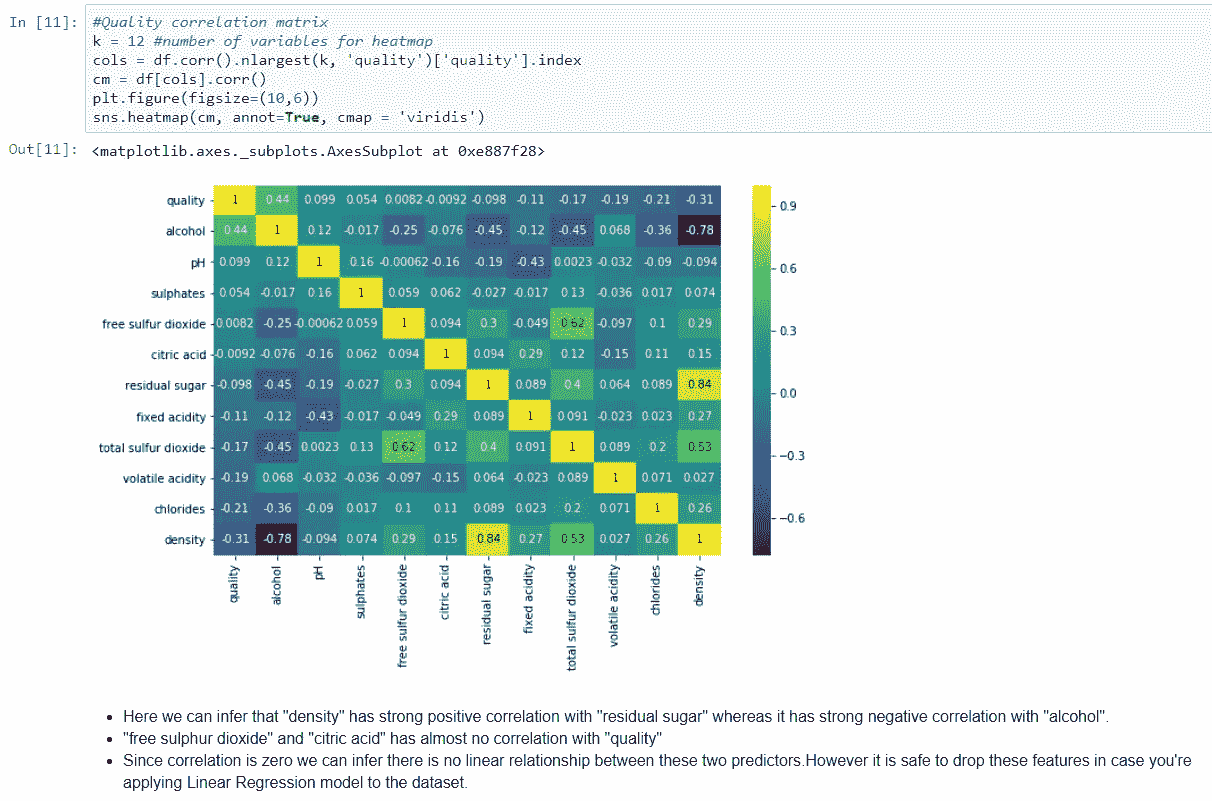 In [11]: #Quality correlation matrix
k = 12 #number of variables for heatmap
cols = df.corr().nlargest(k, 'quality')['quality'].index
cm = df[cols].corr()
plt.figure(figsize=(10,6))
sns.heatmap(cm, annot=True, cmap = 'viridis')
Out[11]: <matplotlib.axes._subplots.AxesSubplot at 0xe887f28>
quality 1 0.44 0.099 0.054 0.0082 -0.0092 -0.098 -0.11 -0.17 -0.19 -0.21 -0.31
alcohol 0.44 1 0.12 -0.017 -0.25 -0.076 -0.45 -0.12 -0.45 0.068 -0.36 -0.78
pH 0.099 0.12 1 0.16 -0.00062 -0.16 -0.19 -0.43 0.0023 -0.032 -0.09 -0.094
sulphates 0.054 -0.017 0.16 1 0.059 0.062 -0.027 -0.017 0.13 -0.036 0.017 0.074
free sulfur dioxide 0.0082 -0.25 -0.00062 0.059 1 0.094 0.3 -0.049 0.62 -0.097 0.1 0.29
citric acid -0.0092 -0.076 -0.16 0.062 0.094 1 0.094 0.29 0.12 -0.15 0.11 0.15
residual sugar -0.098 -0.45 -0.19 -0.027 0.3 0.094 1 0.089 0.4 0.064 0.089 0.84
fixed acidity -0.11 -0.12 -0.43 -0.017 -0.049 0.29 0.089 1 0.091 -0.023 0.023 0.27
total sulfur dioxide -0.17 -0.45 0.0023 0.13 0.62 0.12 0.4 0.091 1 0.089 0.2 0.53
volatile acidity -0.19 0.068 -0.032 -0.036 -0.097 -0.15 0.064 -0.023 0.089 1 0.071 0.027
chlorides -0.21 -0.36 -0.09 0.017 0.1 0.11 0.089 0.023 0.2 0.071 1 0.26
density -0.31 -0.78 -0.094 0.074 0.29 0.15 0.84 0.27 0.53 0.027 0.26 1
quality
alcohol
pH
sulphates
free sulfur dioxide
citric acid
residual sugar
fixed acidity
total sulfur dioxide
volatile acidity
chlorides
density
0.9
0.6
0.3
0.0
−0.3
−0.6
• Here we can infer that "density" has strong positive correlation with "residual sugar" whereas it has strong negative correlation with "alcohol".
• "free sulphur dioxide" and "citric acid" has almost no correlation with "quality"
• Since correlation is zero we can infer there is no linear relationship between these two predictors.However it is safe to drop these features in case you're
applying Linear Regression model to the dataset.